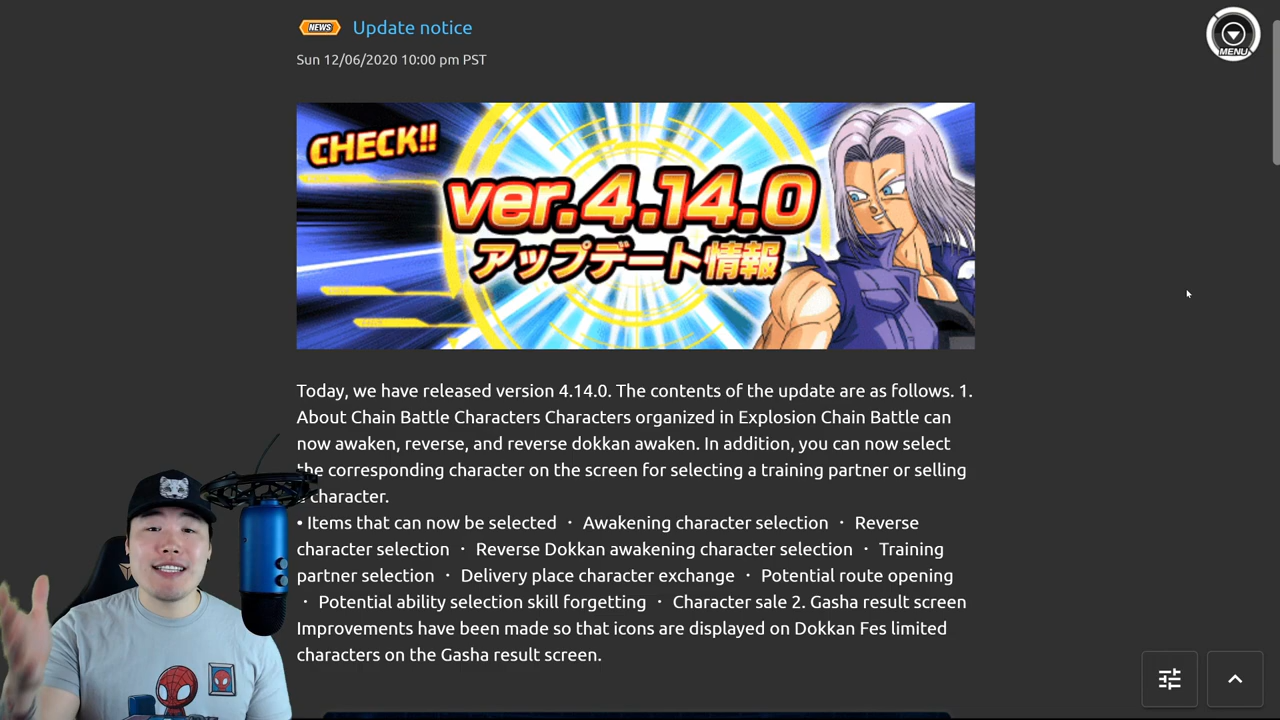 NEWS Update notice
MENU
Sun 12/06/2020 10:00 pm PST
CHECK!!
ver.4.14.0
アップデート情報
Today, we have released version 4.14.0. The contents of the update are as follows. 1.
About Chain Battle Characters Characters organized in Explosion Chain Battle can
now awaken, reverse, and reverse dokkan awaken. In addition, you can now select
the corresponding character on the screen for selecting a training partner or selling
character.
• Items that can now be selected ・ Awakening character selection ・ Reverse
character selection ・ Reverse Dokkan awakening character selection ・ Training
partner selection ・ Delivery place character exchange ・ Potential route opening
・ Potential ability selection skill forgetting ・ Character sale 2. Gasha result screen
Improvements have been made so that icons are displayed on Dokkan Fes limited
characters on the Gasha result screen.